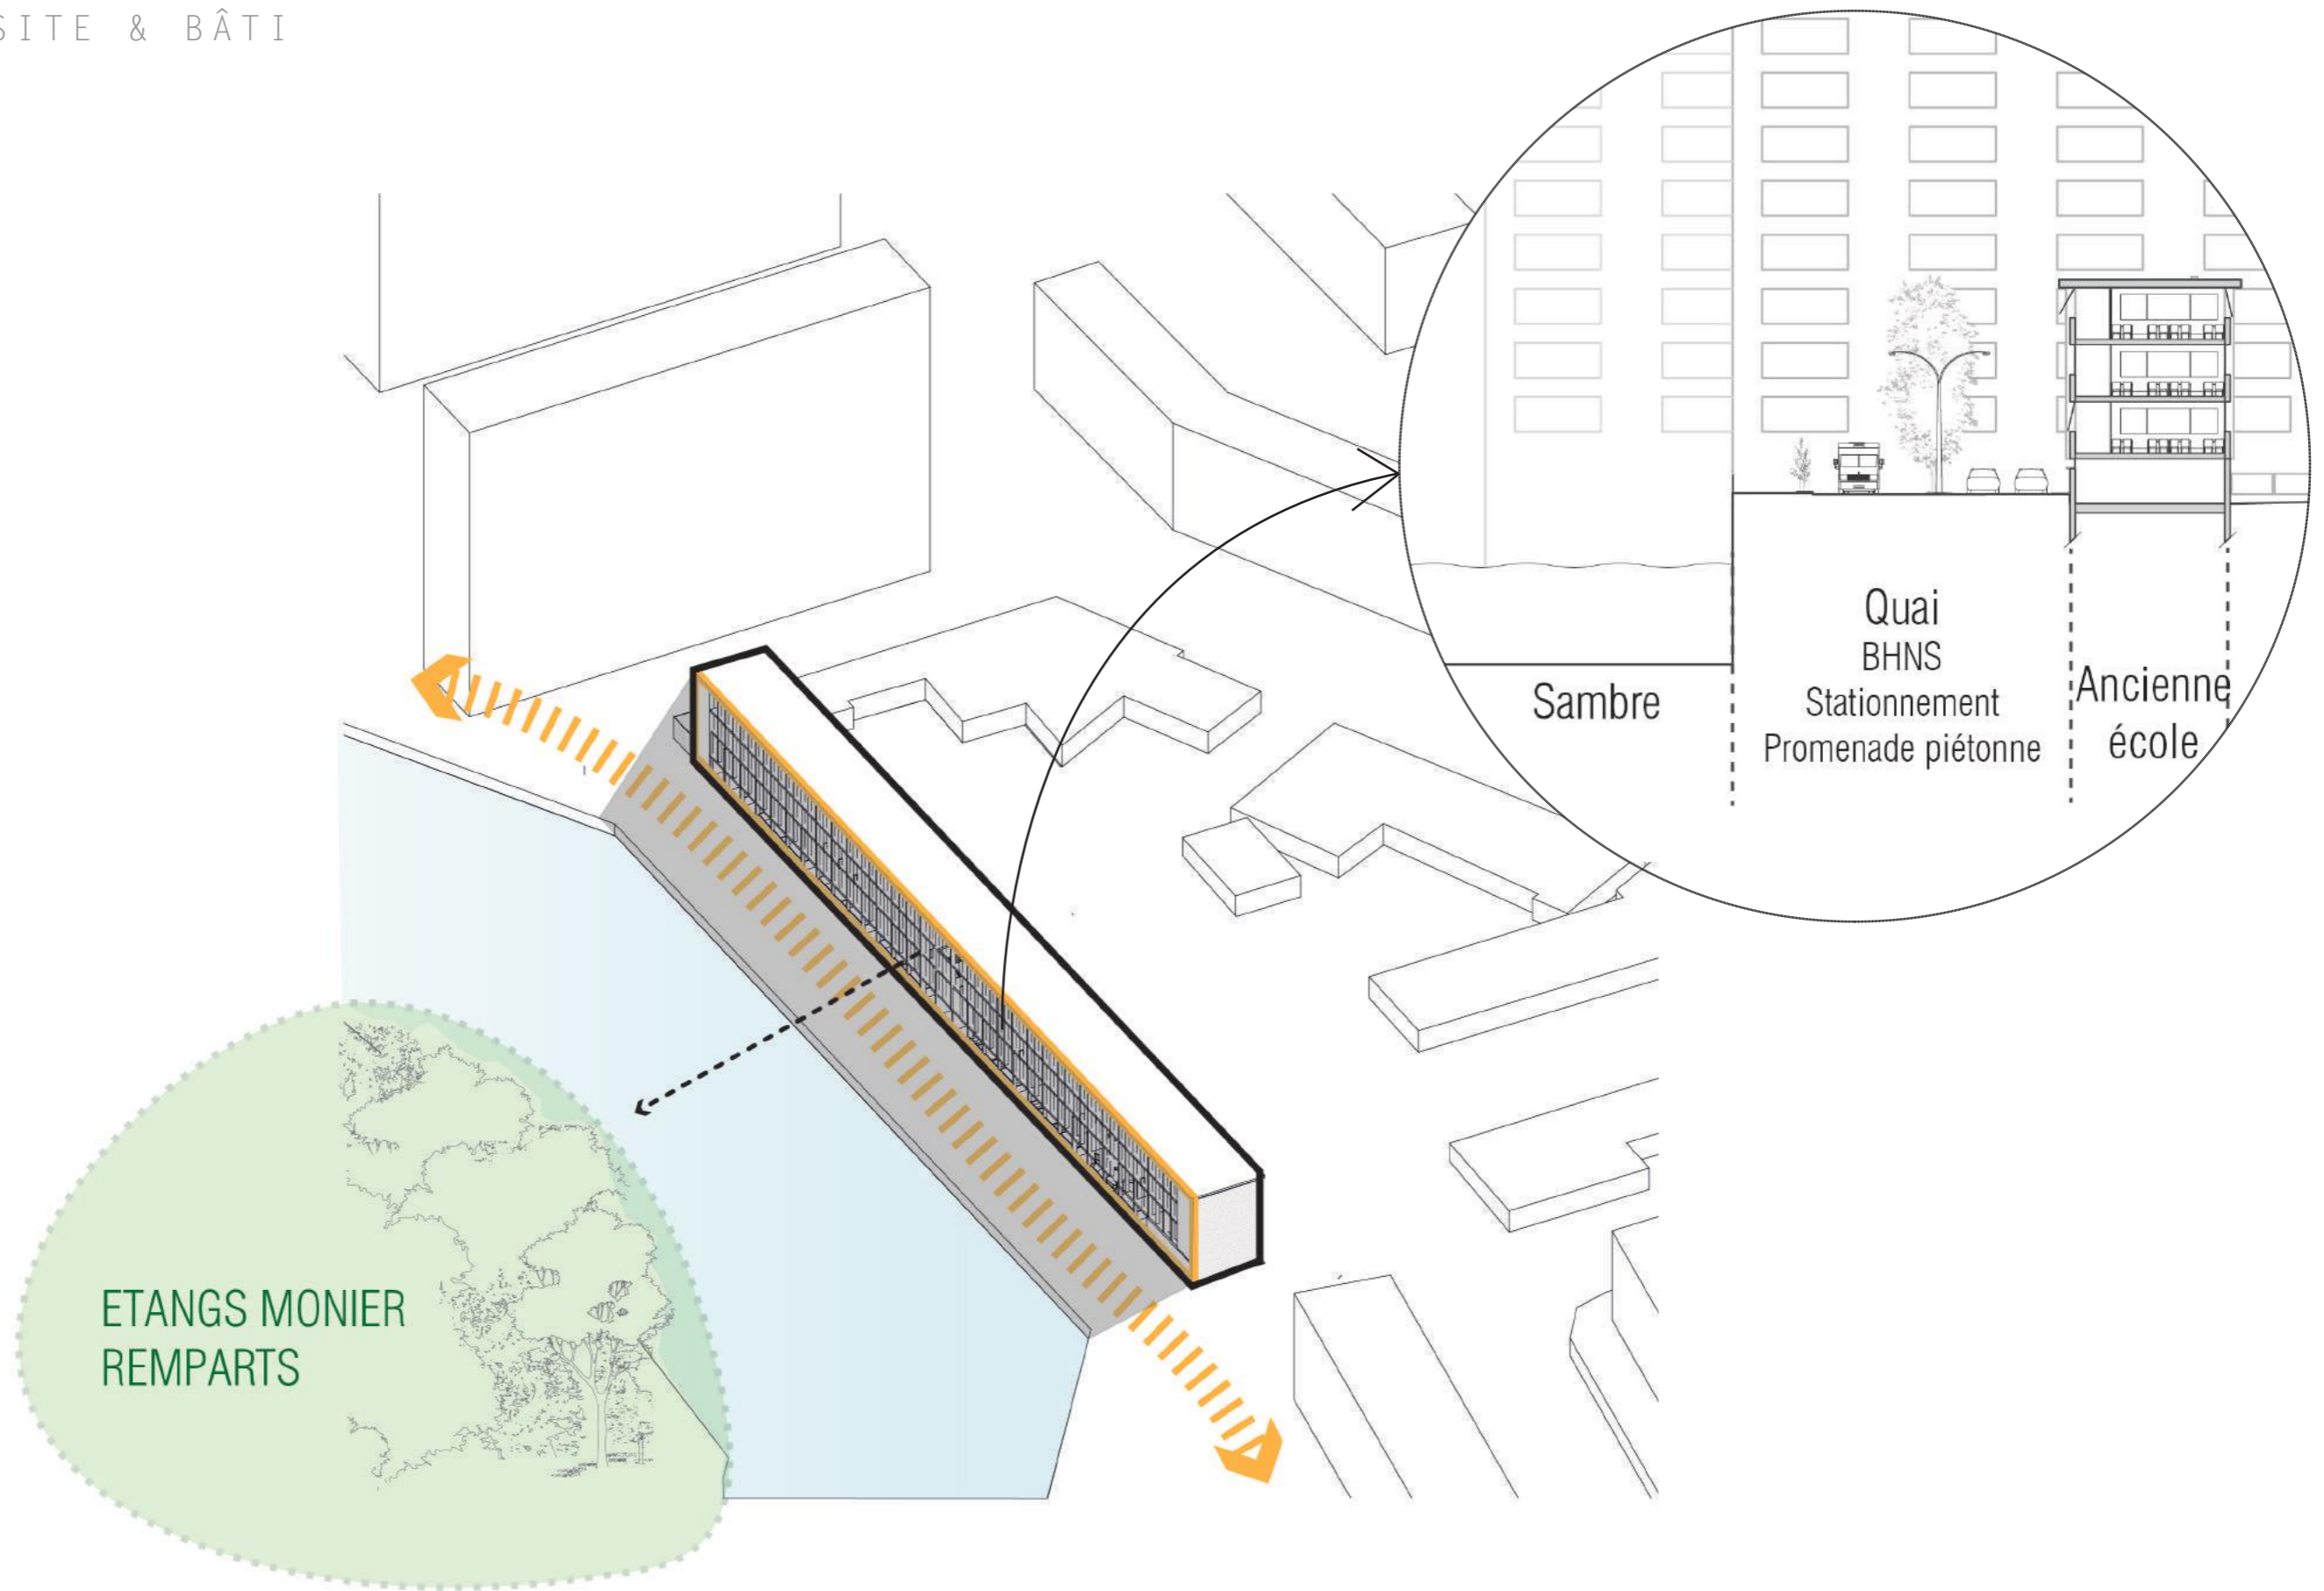 SITE & BÂTI
Quai
BHNS
Stationnement
Promenade piétonne
Sambre
Ancienne
école
ETANGS MONIER
REMPARTS